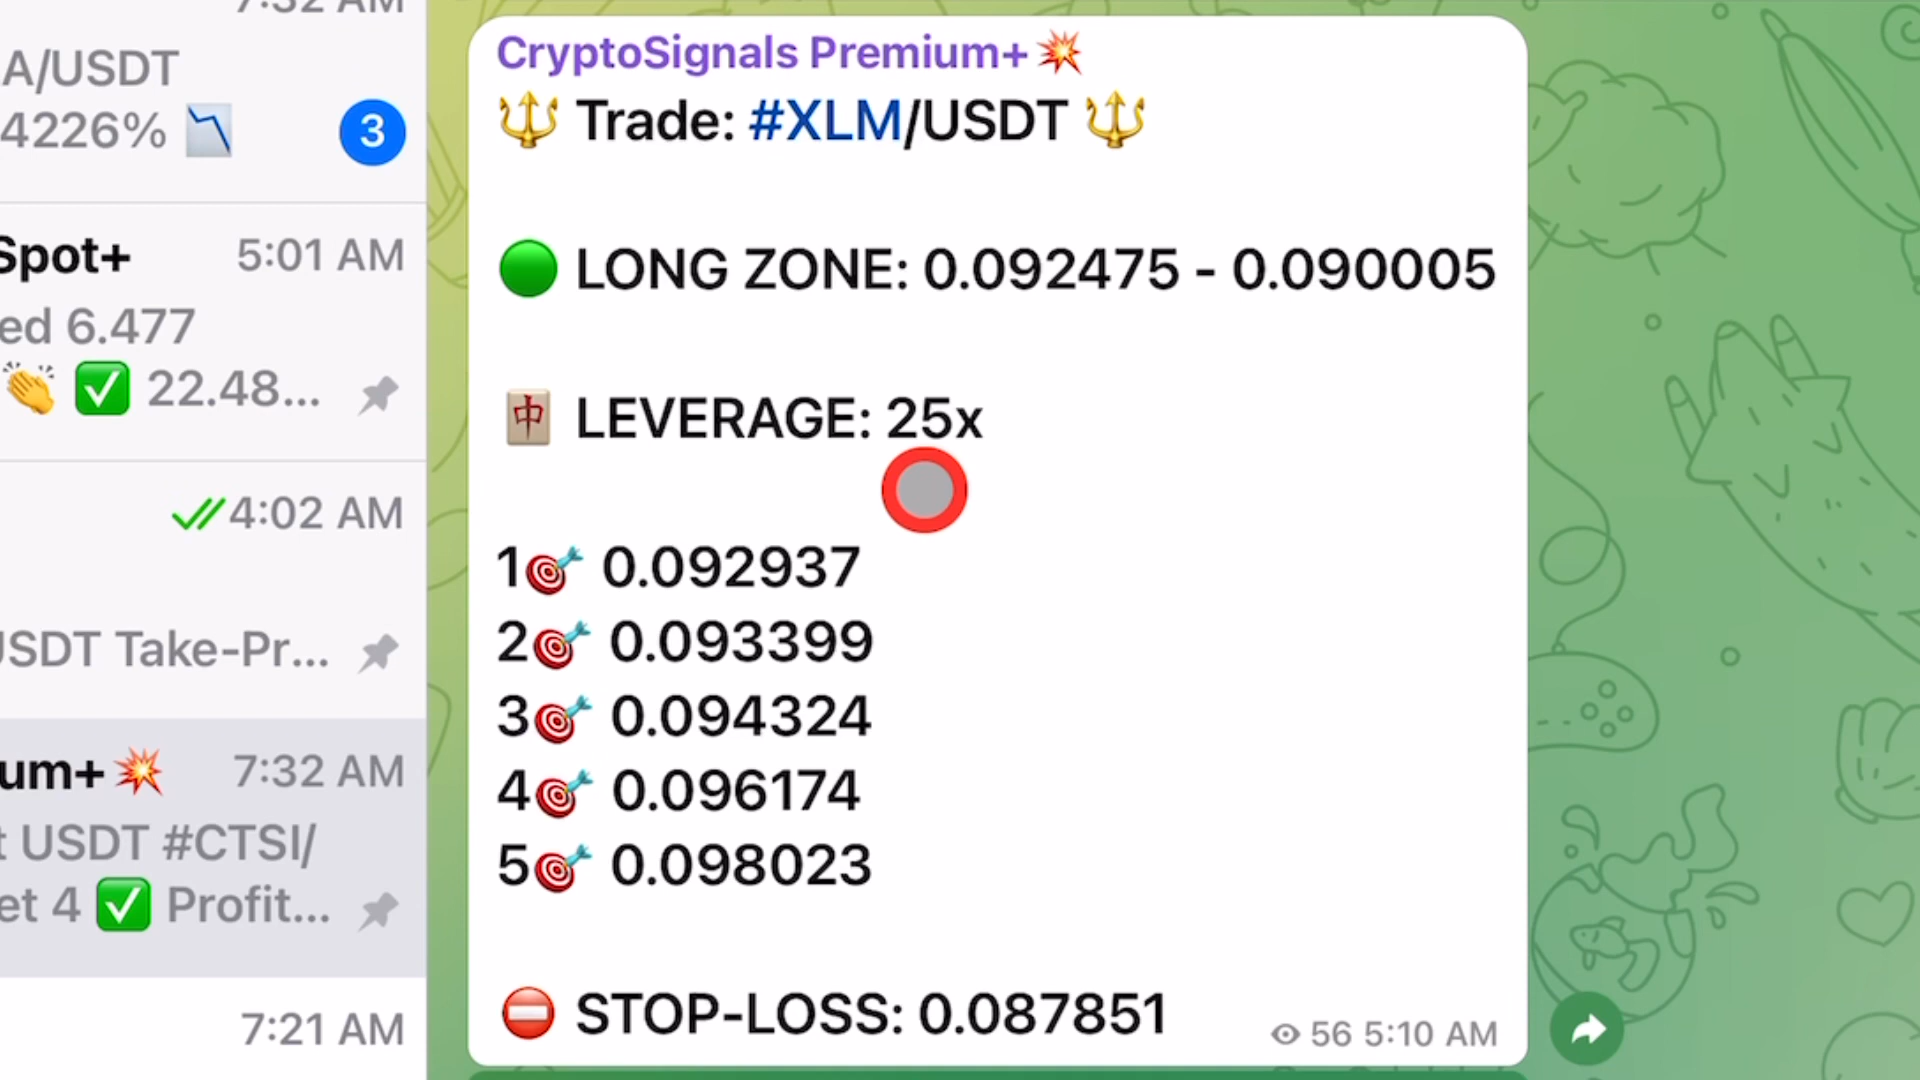 7:32 AM
A/USDT
4226%
3
Spot+ 5:01 AM
ed 6.477
22.48...
4:02 AM
USDT Take-Pr...
um+ 7:32 AM
t USDT #CTSI/
et 4 Profit...
7:21 AM
CryptoSignals Premium+
Trade: #XLM/USDT
LONG ZONE: 0.092475 - 0.090005
中 LEVERAGE: 25x
1 0.092937
2 0.093399
3 0.094324
4 0.096174
5 0.098023
STOP-LOSS: 0.087851
56 5:10 AM